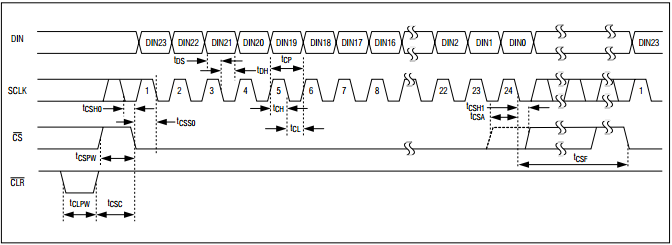 DIN DIN23 DIN22 DIN21 DIN20 DIN19 DIN18 DIN17 DIN16 DIN2 DIN1 DIN0 DIN23
tDS tDH tCP
SCLK 1 2 3 4 5 6 7 8 22 23 24 1
tCSH0 tCSS0 tCH tCL tCSH1 tCSA
CS
tCSPW tCSF
CLR
tCLPW tCSC